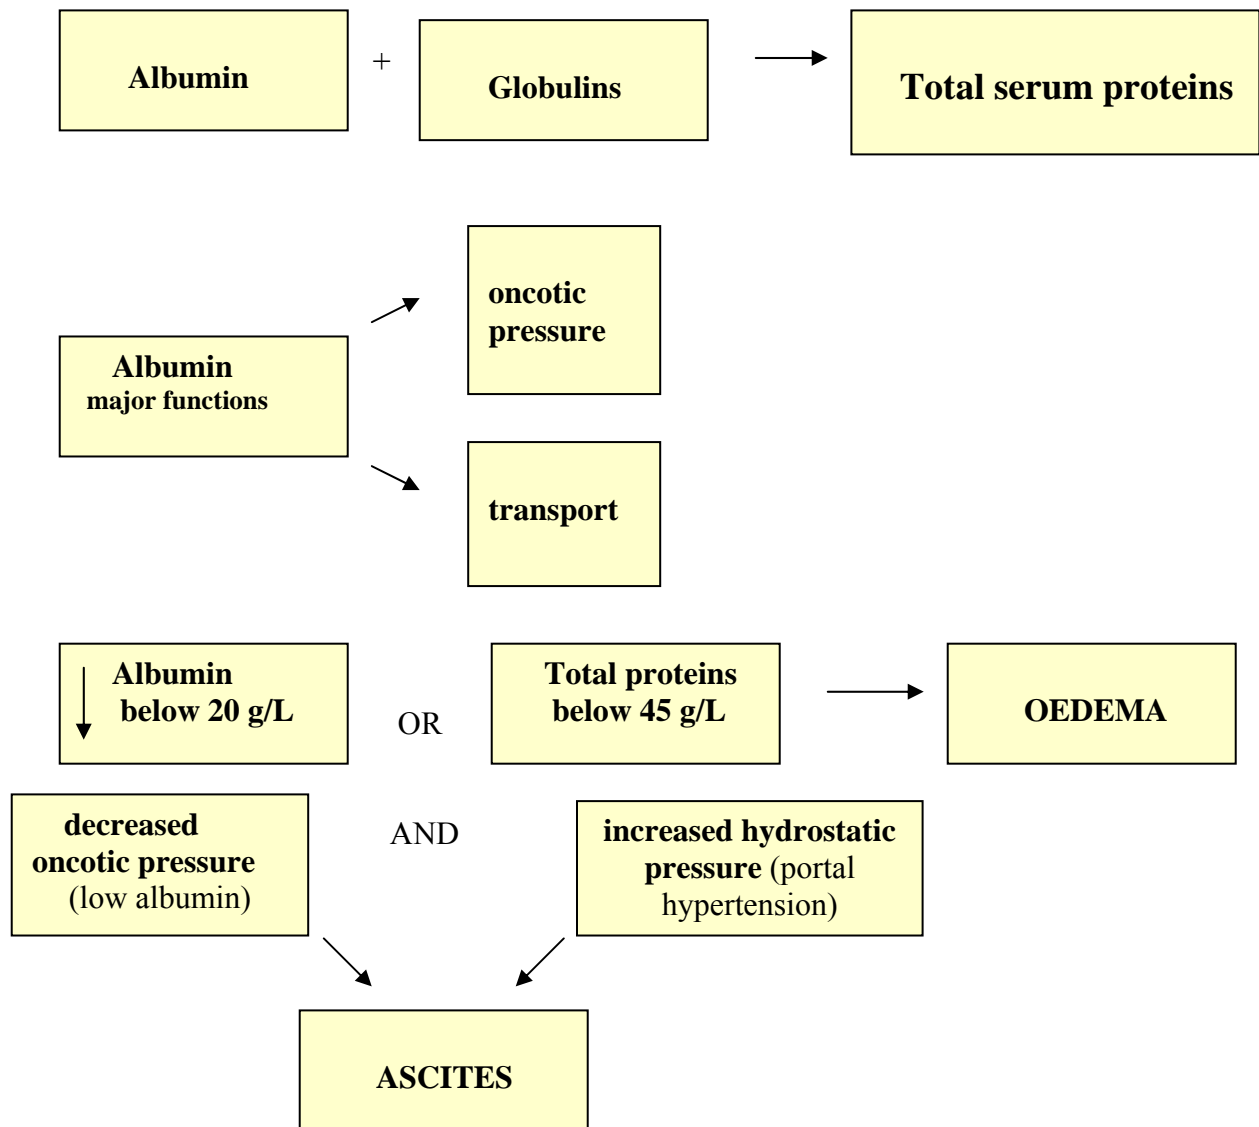 Albumin
+
Globulins
Total serum proteins
oncotic
pressure
Albumin
major functions
transport
Albumin
below 20 g/L
OR
Total proteins
below 45 g/L
OEDEMA
decreased
oncotic pressure
(low albumin)
AND
increased hydrostatic
pressure (portal
hypertension)
ASCITES